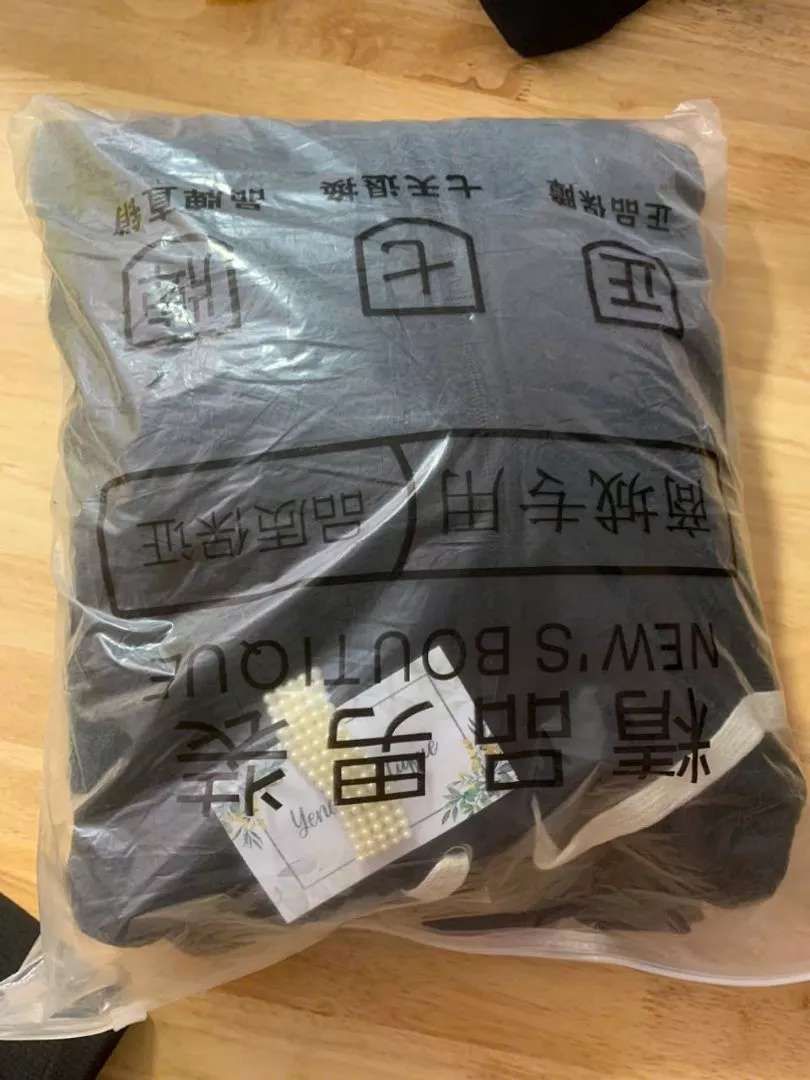 精品男装
NEW'S BOUTIQUE
商城专用 品质保证
正 七 牌
正品保障 七天退换 品牌直销